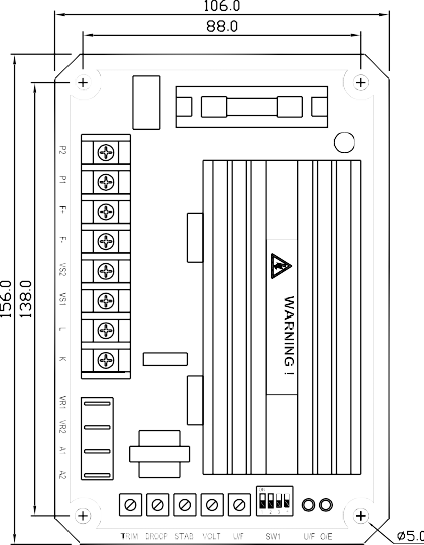 106.0
88.0
156.0
138.0
P2
P1
F-
F-
VS2
VS1
L
K
VR1
VR2
A1
A2
WARNING !
TRIM DROOP STAB VOLT U/F SW1 U/F O/E
Ø5.0